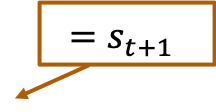 = s_{t+1}